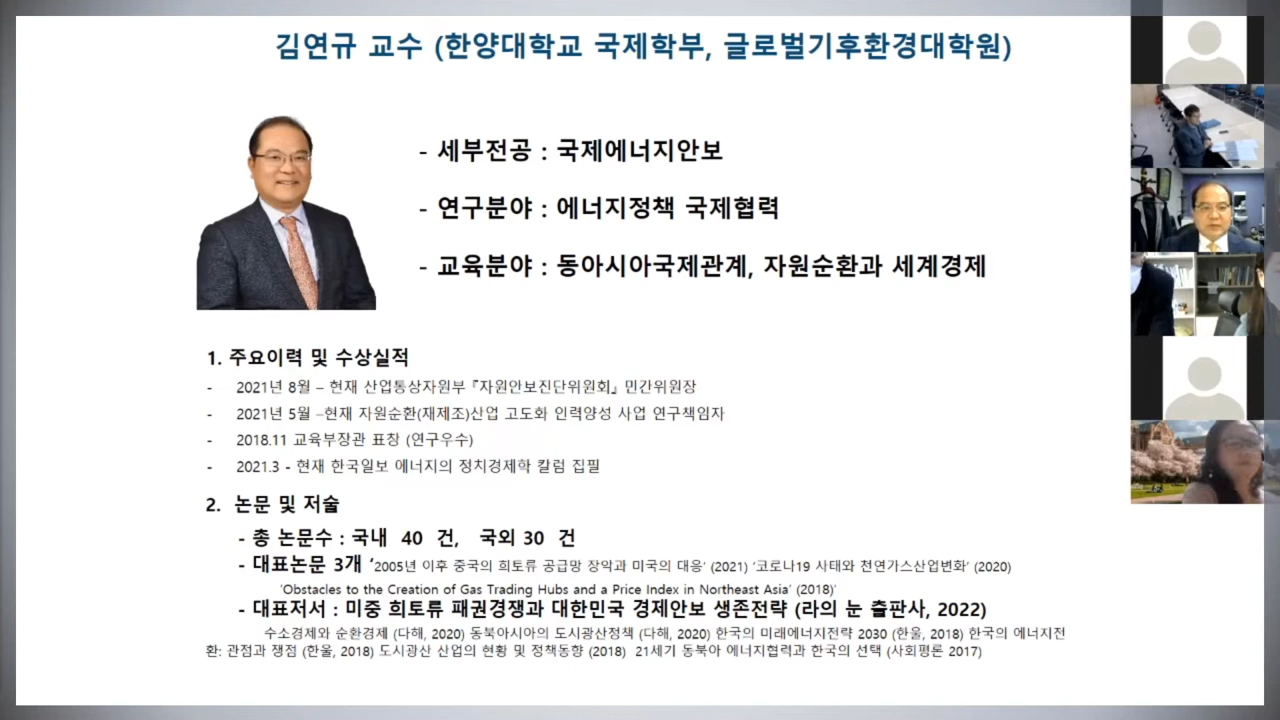 김연규 교수 (한양대학교 국제학부, 글로벌기후환경대학원)
- 세부전공 : 국제에너지안보
- 연구분야 : 에너지정책 국제협력
- 교육분야 : 동아시아국제관계, 자원순환과 세계경제
1. 주요이력 및 수상실적
- 2021년 8월 – 현재 산업통상자원부 『자원안보진단위원회』 민간위원장
- 2021년 5월 –현재 자원순환(재제조)산업 고도화 인력양성 사업 연구책임자
- 2018.11 교육부장관 표창 (연구우수)
- 2021.3 - 현재 한국일보 에너지의 정치경제학 칼럼 집필
2. 논문 및 저술
- 총 논문수 : 국내 40 건, 국외 30 건
- 대표논문 3개 ‘2005년 이후 중국의 희토류 공급망 장악과 미국의 대응’ (2021) ‘코로나19 사태와 천연가스산업변화’ (2020)
‘Obstacles to the Creation of Gas Trading Hubs and a Price Index in Northeast Asia’ (2018)’
- 대표저서 : 미중 희토류 패권경쟁과 대한민국 경제안보 생존전략 (라의 눈 출판사, 2022)
수소경제와 순환경제 (다해, 2020) 동북아시아의 도시광산정책 (다해, 2020) 한국의 미래에너지전략 2030 (한울, 2018) 한국의 에너지전
환: 관점과 쟁점 (한울, 2018) 도시광산 산업의 현황 및 정책동향 (2018) 21세기 동북아 에너지협력과 한국의 선택 (사회평론 2017)